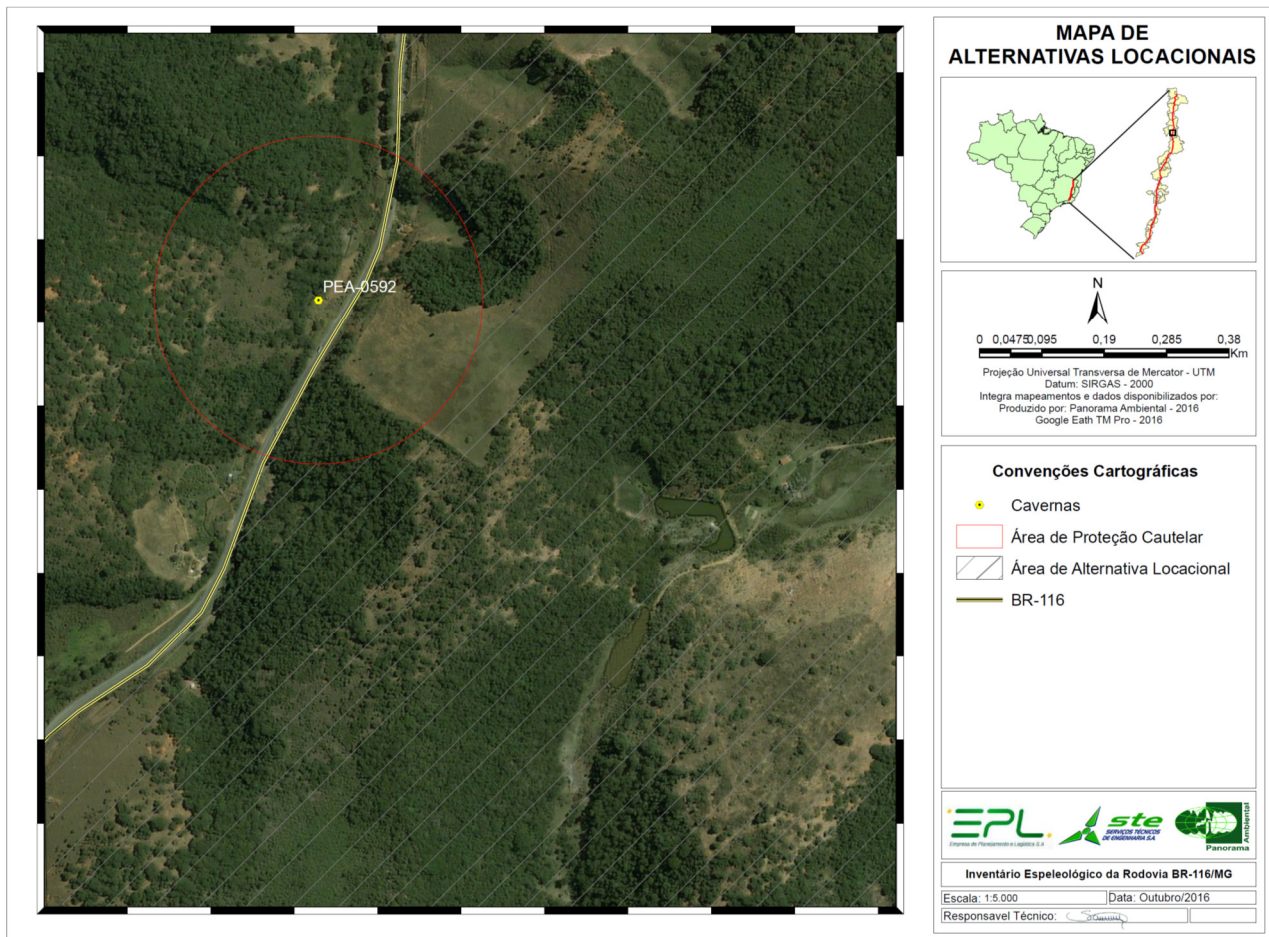 MAPA DE
ALTERNATIVAS LOCACIONAIS
PEA-0592
N
0 0,0475 0,095 0,19 0,285 0,38
Km
Projeção Universal Transversa de Mercator - UTM
Datum: SIRGAS - 2000
Integra mapeamentos e dados disponibilizados por:
Produzido por: Panorama Ambiental - 2016
Google Eath TM Pro - 2016
Convenções Cartográficas
Cavernas
Área de Proteção Cautelar
Área de Alternativa Locacional
BR-116
EPL
Empresa de Planejamento e Logística S.A.
ste
SERVIÇOS TÉCNICOS
DE ENGENHARIA S.A.
Panorama
Ambiental
Inventário Espeleológico da Rodovia BR-116/MG
Escala: 1:5.000
Data: Outubro/2016
Responsavel Técnico: